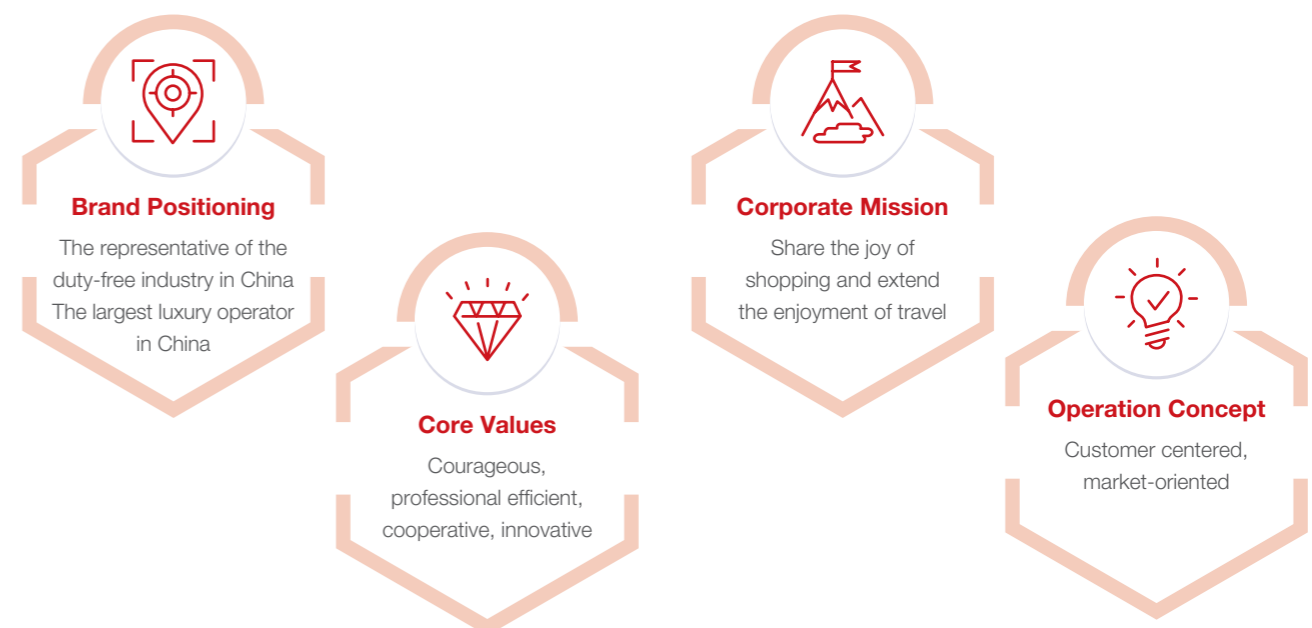 Brand Positioning
The representative of the
duty-free industry in China
The largest luxury operator
in China
Core Values
Courageous,
professional efficient,
cooperative, innovative
Corporate Mission
Share the joy of
shopping and extend
the enjoyment of travel
Operation Concept
Customer centered,
market-oriented